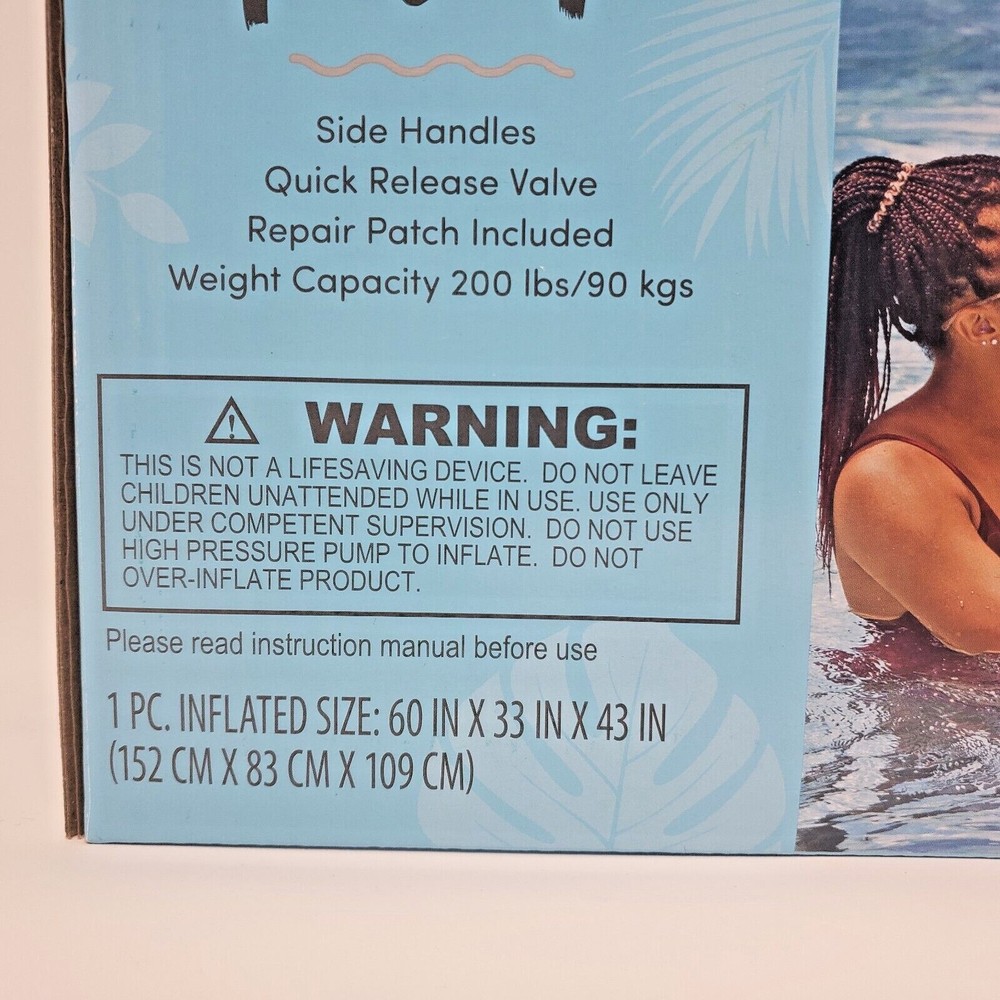 Side Handles
Quick Release Valve
Repair Patch Included
Weight Capacity 200 lbs/90 kgs
WARNING:
THIS IS NOT A LIFESAVING DEVICE. DO NOT LEAVE
CHILDREN UNATTENDED WHILE IN USE. USE ONLY
UNDER COMPETENT SUPERVISION. DO NOT USE
HIGH PRESSURE PUMP TO INFLATE. DO NOT
OVER-INFLATE PRODUCT.
Please read instruction manual before use
1 PC. INFLATED SIZE: 60 IN X 33 IN X 43 IN
(152 CM X 83 CM X 109 CM)